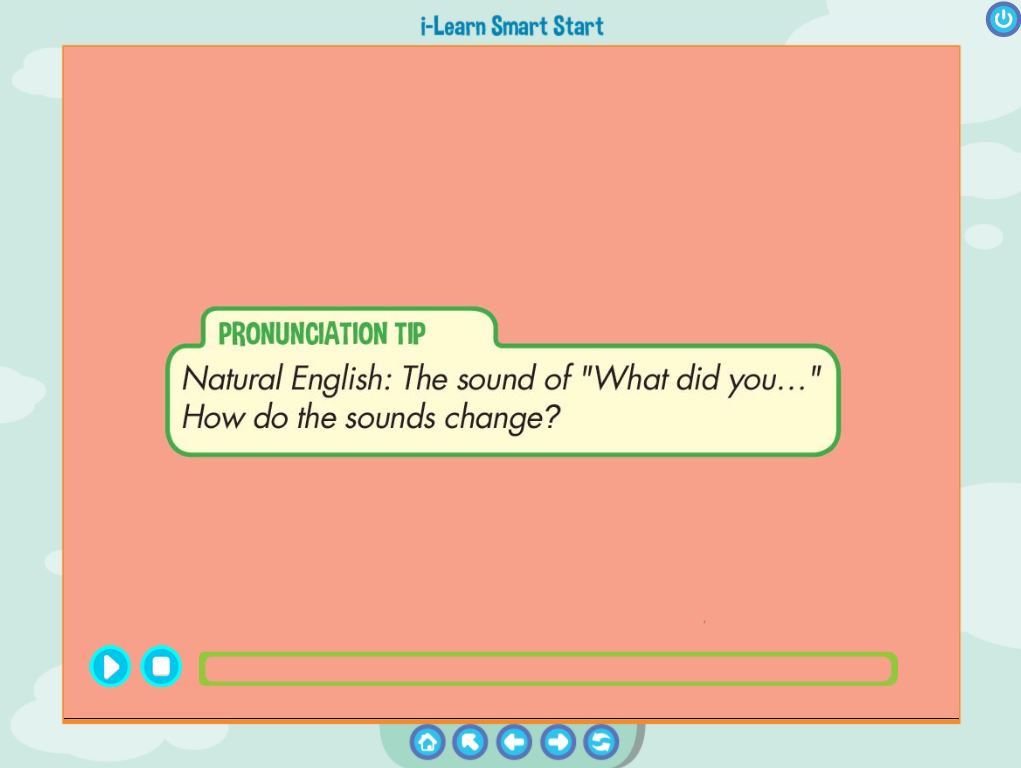 i-Learn Smart Start
PRONUNCIATION TIP
Natural English: The sound of "What did you..."
How do the sounds change?